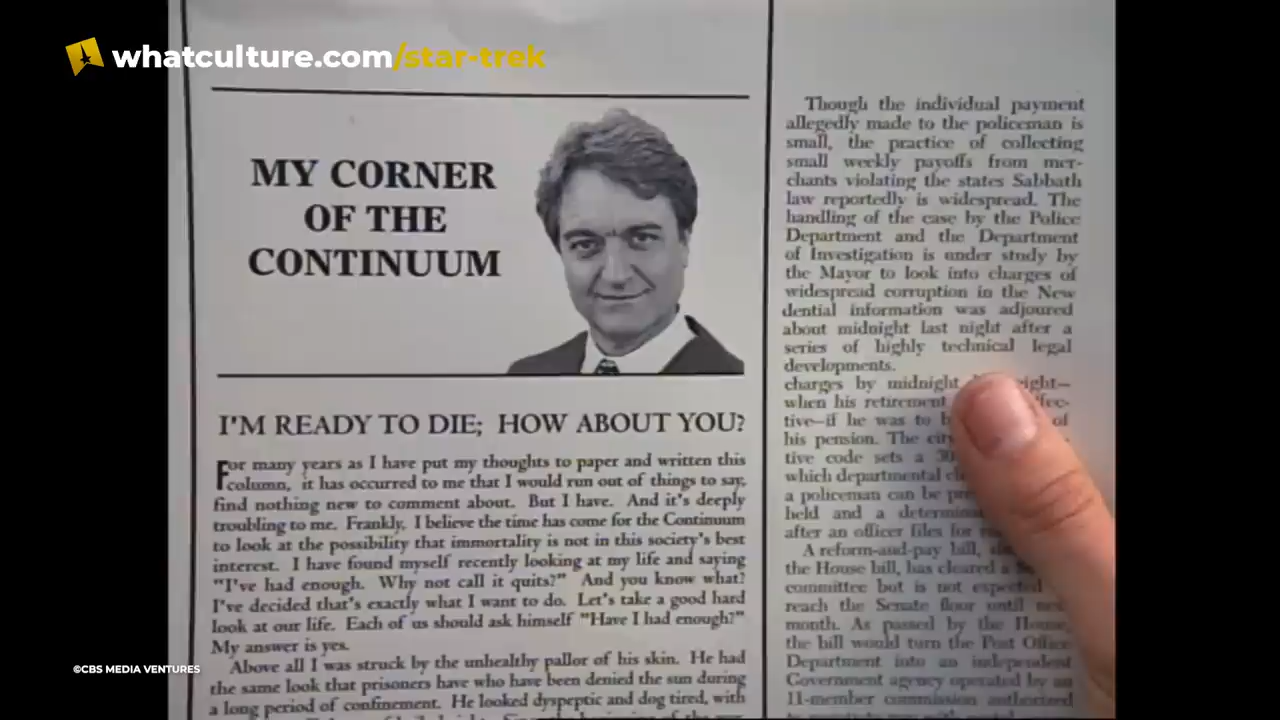 whatculture.com/star-trek
MY CORNER
OF THE
CONTINUUM
I'M READY TO DIE; HOW ABOUT YOU?
For many years as I have put my thoughts to paper and written this
column, it has occurred to me that I would run out of things to say,
find nothing new to comment about. But I have. And it's deeply
troubling to me. Frankly, I believe the time has come for the Continuum
to look at the possibility that immortality is not in this society's best
interest. I have found myself recently looking at my life and saying
"I've had enough. Why not call it quits?" And you know what?
I've decided that's exactly what I want to do. Let's take a good hard
look at our life. Each of us should ask himself "Have I had enough?"
My answer is yes.
Above all I was struck by the unhealthy pallor of his skin. He had
the same look that prisoners have who have been denied the sun during
a long period of confinement. He looked dyspeptic and dog tired, with
Though the individual payment
allegedly made to the policeman is
small, the practice of collecting
small weekly payoffs from mer-
chants violating the states Sabbath
law reportedly is widespread. The
handling of the case by the Police
Department and the Department
of Investigation is under study by
the Mayor to look into charges of
widespread corruption in the New
dential information was adjoured
about midnight last night after a
series of highly technical legal
developments.
charges by midnight
when his retirement
tive—if he was to of
his pension. The
tive code sets a
which departmental
a policeman can be
held and a
after an officer files for
A reform-and-pay bill,
the House bill, has cleared a
committee but is not expected
reach the Senate floor until
month. As passed by the House,
the bill would turn the Post Office
Department into an independent
Government agency operated by an
11-member commission authorized
©CBS MEDIA VENTURES